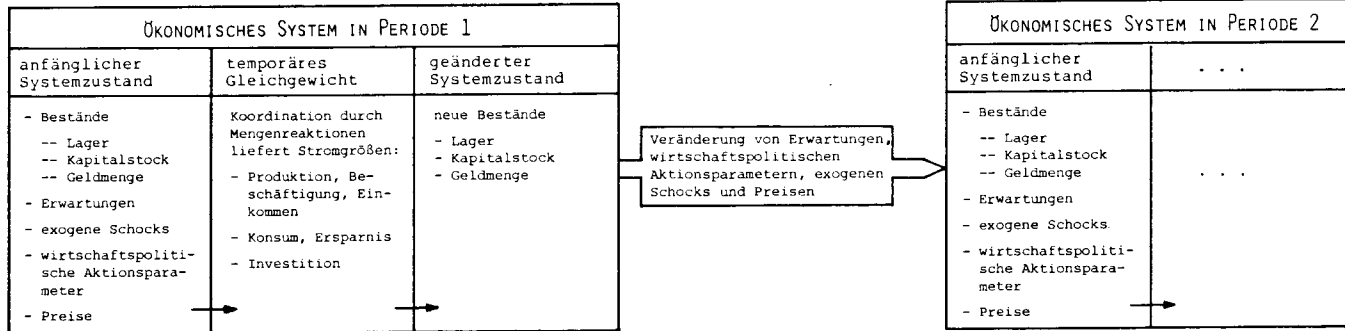 ÖKONOMISCHES SYSTEM IN PERIODE 1
anfänglicher
Systemzustand
- Bestände
-- Lager
-- Kapitalstock
-- Geldmenge
- Erwartungen
- exogene Schocks
- wirtschaftspoliti-
sche Aktionspara-
meter
- Preise
temporäres
Gleichgewicht
Koordination durch
Mengenreaktionen
liefert Stromgrößen:
- Produktion, Be-
schäftigung, Ein-
kommen
- Konsum, Ersparnis
- Investition
geänderter
Systemzustand
neue Bestände
- Lager
- Kapitalstock
- Geldmenge
Veränderung von Erwartungen,
wirtschaftspolitischen
Aktionsparametern, exogenen
Schocks und Preisen
ÖKONOMISCHES SYSTEM IN PERIODE 2
anfänglicher
Systemzustand
- Bestände
-- Lager
-- Kapitalstock
-- Geldmenge
- Erwartungen
- exogene Schocks
- wirtschaftspoliti-
sche Aktionspara-
meter
- Preise
. . .
. . .